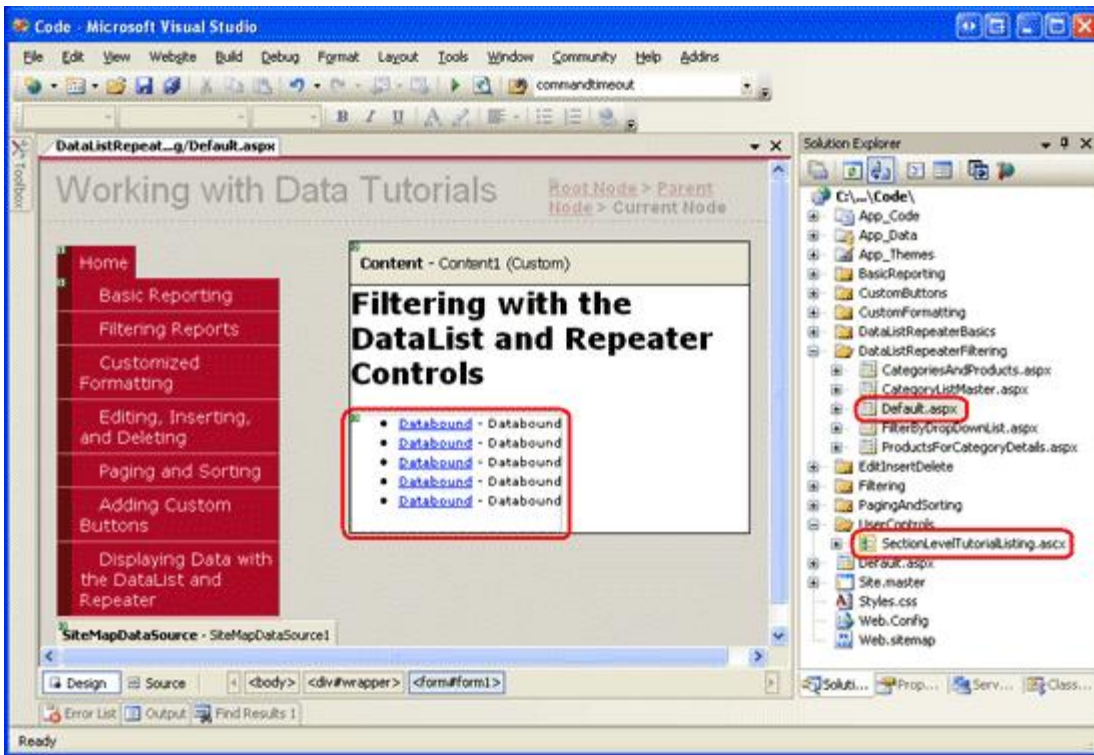 Code - Microsoft Visual Studio
File Edit View Website Build Debug Format Layout Tools Window Community Help Addins
commandtimeout
B I U A
Toolbox
DataListRepeat...g/Default.aspx
Working with Data Tutorials
Root Node > Parent
Node > Current Node
Home
Basic Reporting
Filtering Reports
Customized
Formatting
Editing, Inserting,
and Deleting
Paging and Sorting
Adding Custom
Buttons
Displaying Data with
the DataList and
Repeater
SiteMapDataSource - SiteMapDataSource1
Content - Content1 (Custom)
Filtering with the
DataList and Repeater
Controls
Databound - Databound
Databound - Databound
Databound - Databound
Databound - Databound
Databound - Databound
Design Source <body> <div#wrapper> <form#form1>
Error List Output Find Results 1
Ready
Solution Explorer
C:\...\Code\
App_Code
App_Data
App_Themes
BasicReporting
CustomButtons
CustomFormatting
DataListRepeaterBasics
DataListRepeaterFiltering
CategoriesAndProducts.aspx
CategoryListMaster.aspx
Default.aspx
FilterByDropDownList.aspx
ProductsForCategoryDetails.aspx
EditInsertDelete
Filtering
PagingAndSorting
UserControls
SectionLevelTutorialListing.ascx
Default.aspx
Site.master
Styles.css
Web.Config
Web.sitemap
Soluti... Prop... Serv... Class...